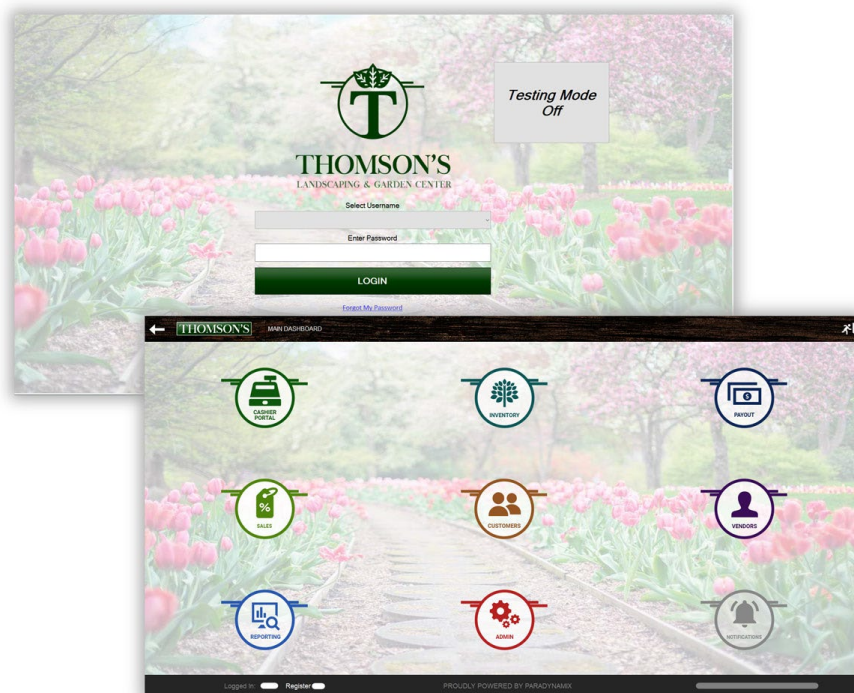 Testing Mode
Off
T
THOMSON'S
LANDSCAPING & GARDEN CENTER
Select Username
Enter Password
LOGIN
Forgot My Password
THOMSON'S
MAIN DASHBOARD
CASHIER
PORTAL
INVENTORY
PAYOUT
%
SALES
CUSTOMERS
VENDORS
REPORTING
ADMIN
NOTIFICATIONS
Logged In:
Register
PROUDLY POWERED BY PARADYNAMIX